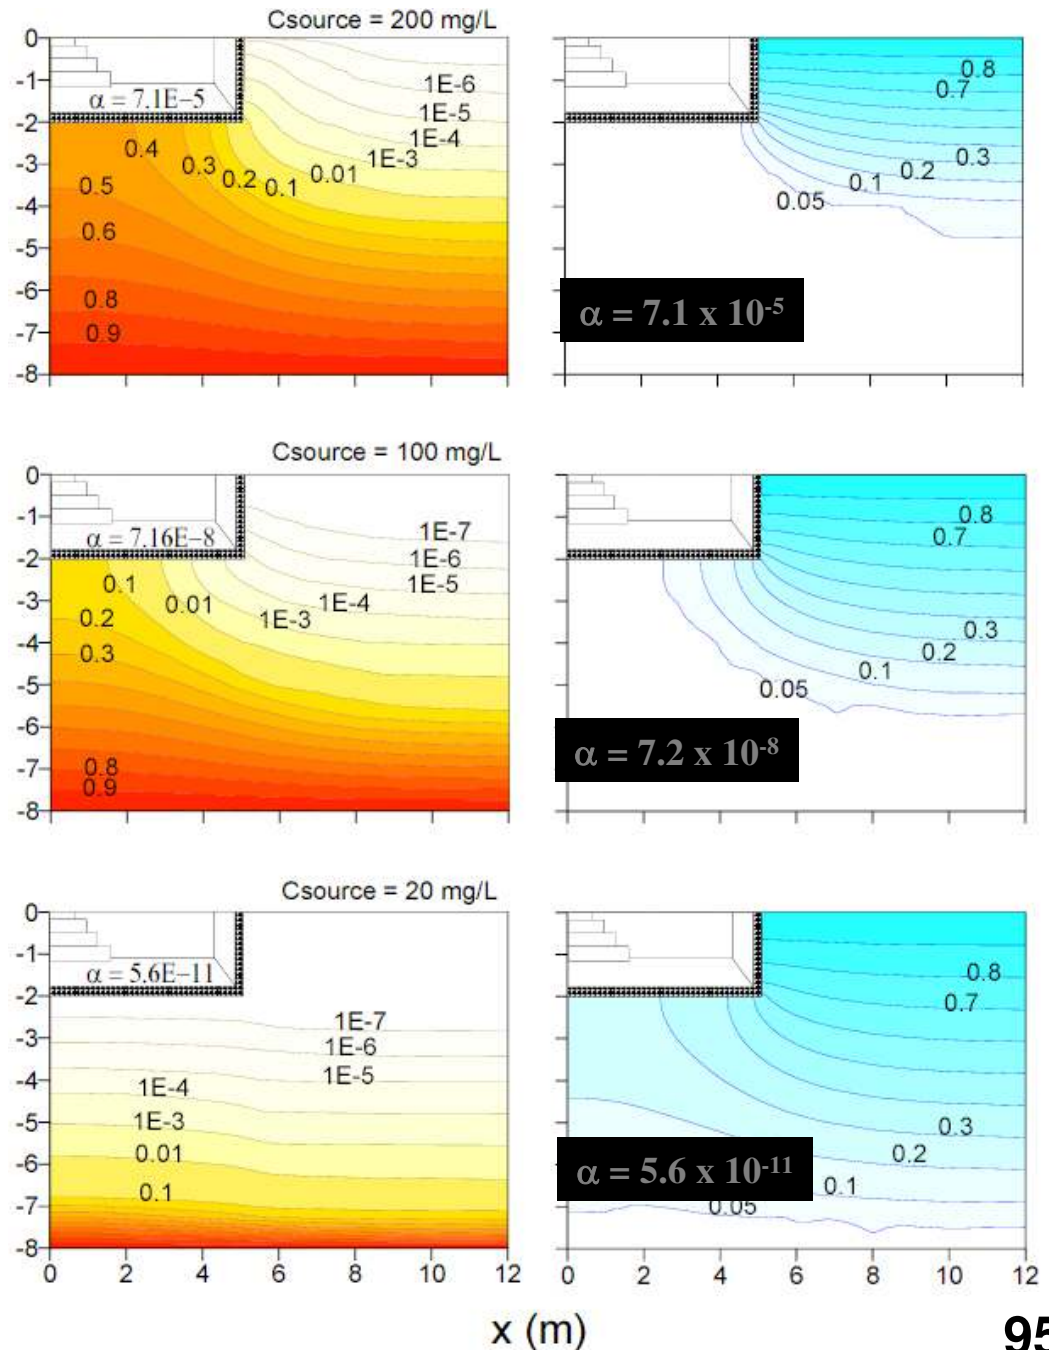 Csource = 200 mg/L
0
-1
-2
-3
-4
-5
-6
-7
-8
α = 7.1E−5
1E-6
1E-5
1E-4
1E-3
0.01
0.1
0.2
0.3
0.4
0.5
0.6
0.8
0.9
0.8
0.7
0.3
0.2
0.1
0.05
α = 7.1 x 10-5
Csource = 100 mg/L
0
-1
-2
-3
-4
-5
-6
-7
-8
α = 7.16E−8
1E-7
1E-6
1E-5
1E-4
1E-3
0.01
0.1
0.2
0.3
0.8
0.9
0.8
0.7
0.3
0.2
0.1
0.05
α = 7.2 x 10-8
Csource = 20 mg/L
0
-1
-2
-3
-4
-5
-6
-7
-8
α = 5.6E−11
1E-7
1E-6
1E-5
1E-4
1E-3
0.01
0.1
0.8
0.7
0.3
0.2
0.1
0.05
α = 5.6 x 10-11
0 2 4 6 8 10 12
0 2 4 6 8 10 12
x (m)
95